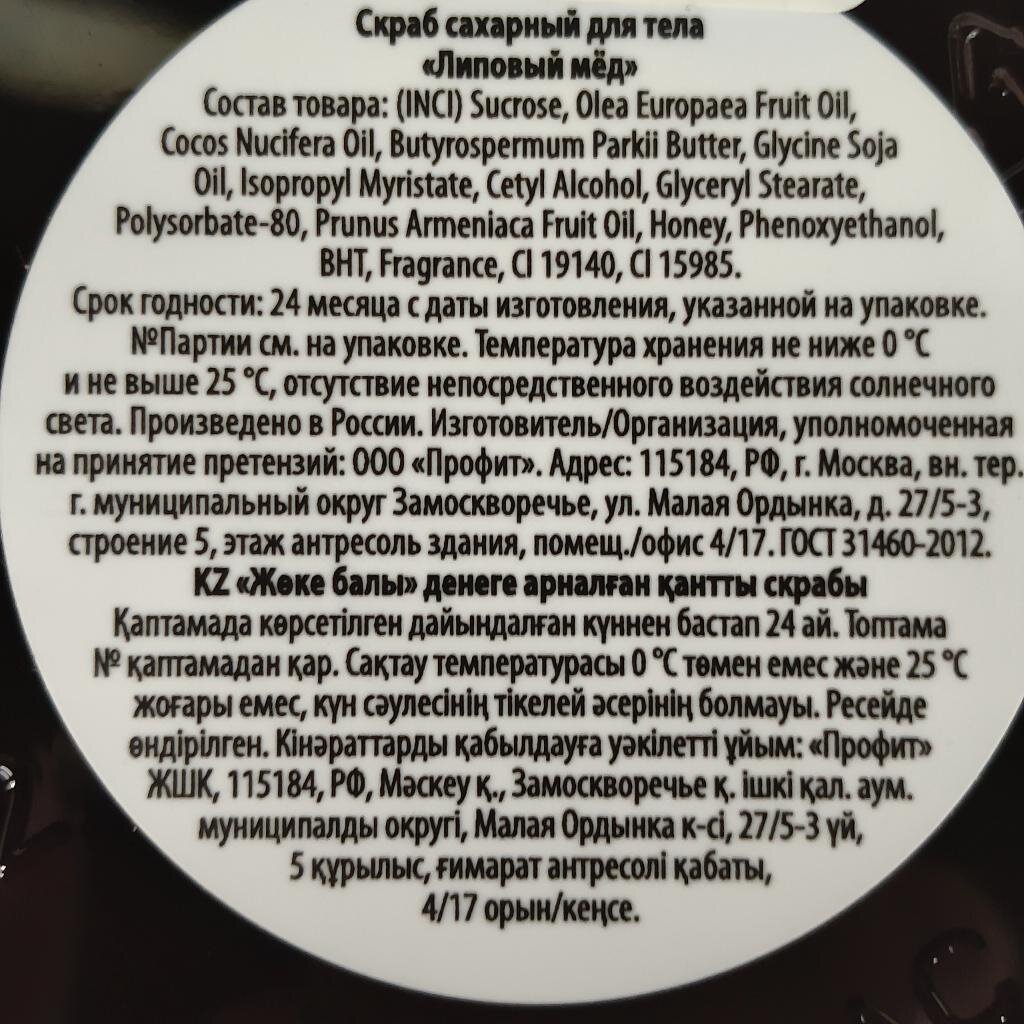 Скраб сахарный для тела
«Липовый мёд»
Состав товара: (INCI) Sucrose, Olea Europaea Fruit Oil,
Cocos Nucifera Oil, Butyrospermum Parkii Butter, Glycine Soja
Oil, Isopropyl Myristate, Cetyl Alcohol, Glyceryl Stearate,
Polysorbate-80, Prunus Armeniaca Fruit Oil, Honey, Phenoxyethanol,
BHT, Fragrance, Cl 19140, Cl 15985.
Срок годности: 24 месяца с даты изготовления, указанной на упаковке.
№Партии см. на упаковке. Температура хранения не ниже 0 °C
и не выше 25 °C, отсутствие непосредственного воздействия солнечного
света. Произведено в России. Изготовитель/Организация, уполномоченная
на принятие претензий: ООО «Профит». Адрес: 115184, РФ, г. Москва, вн. тер.
г. муниципальный округ Замоскворечье, ул. Малая Ордынка, д. 27/5-3,
строение 5, этаж антресоль здания, помещ./офис 4/17. ГОСТ 31460-2012.
KZ «Жөке балы» денеге арналған қантты скрабы
Қаптамада көрсетілген дайындалған күннен бастап 24 ай. Топтама
№ қаптамадан қар. Сақтау температурасы 0 °C төмен емес және 25 °C
жоғары емес, күн сәулесінің тікелей әсерінің болмауы. Ресейде
өндірілген. Кінәраттарды қабылдауға уәкілетті ұйым: «Профит»
ЖШК, 115184, РФ, Мәскеу қ., Замоскворечье қ. ішкі қал. аум.
муниципалды округі, Малая Ордынка к-сі, 27/5-3 үй,
5 құрылыс, ғимарат антресолі қабаты,
4/17 орын/кеңсе.